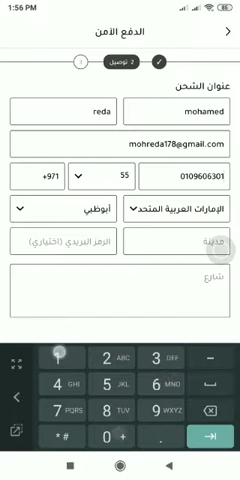 1:56 PM 85
الدفع الآمن
2 توصيل
عنوان الشحن
mohamed reda
mohreda178@gmail.com
0109606301 55 +971
الإمارات العربية المتحد أبوظبي
مدينة الرمز البريدي (اختياري)
شارع
1 2 ABC 3 DEF −
4 GHI 5 JKL 6 MNO
7 PQRS 8 TUV 9 WXYZ
* # 0 + .